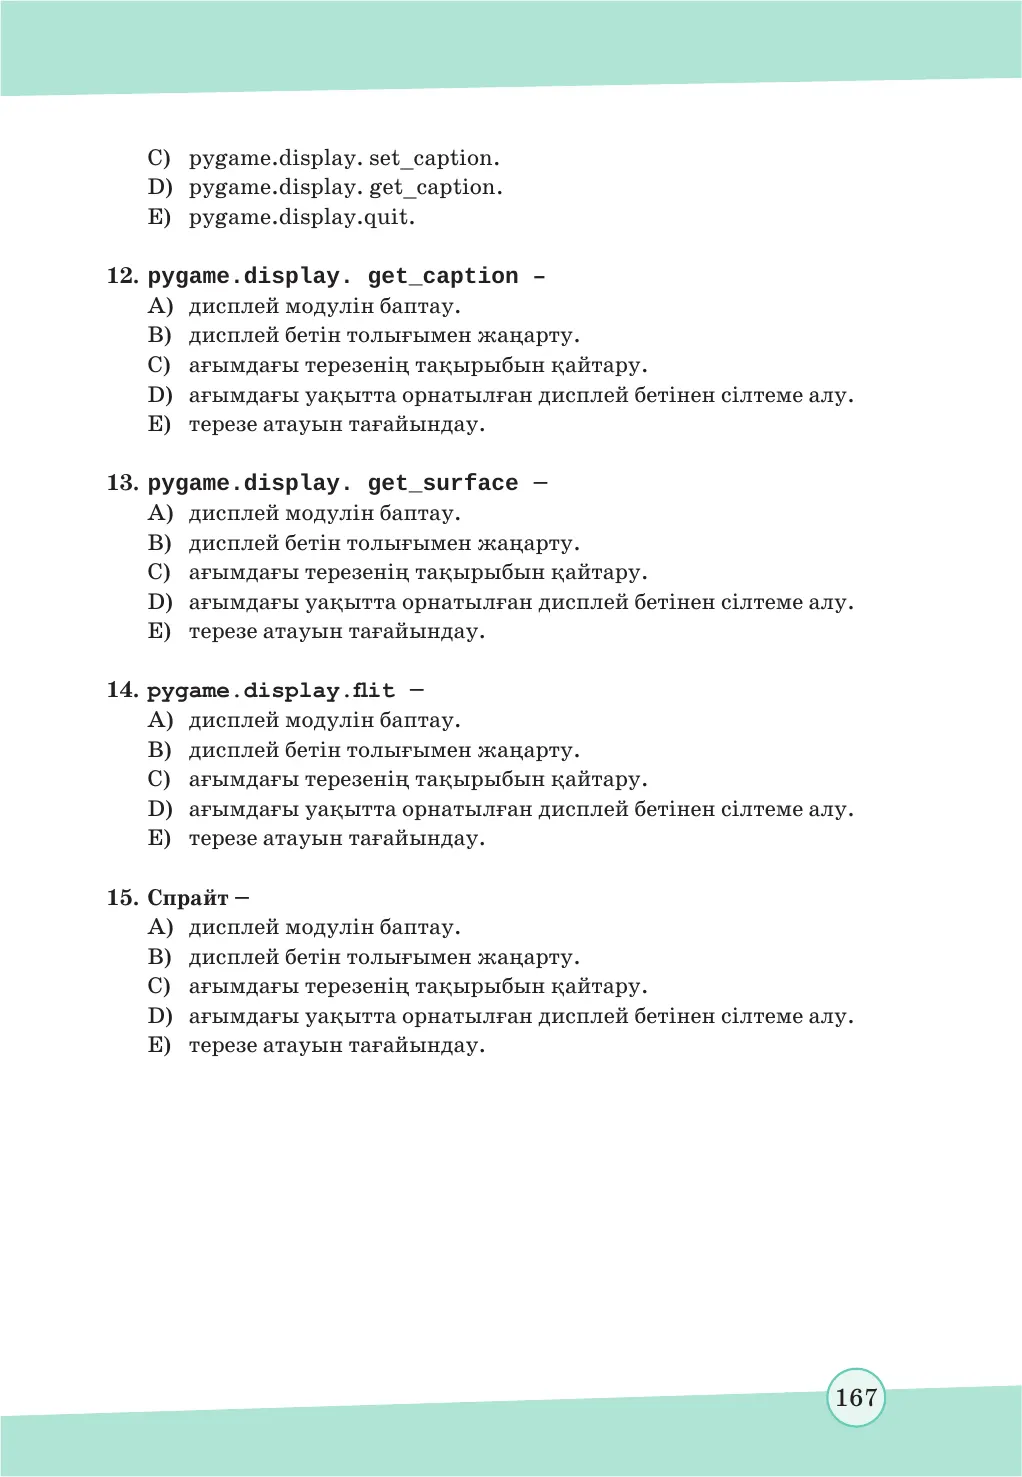 C) pygame.display. set_caption.
D) pygame.display. get_caption.
E) pygame.display.quit.
12. pygame.display. get_caption –
A) дисплей модулін баптау.
B) дисплей бетін толығымен жаңарту.
C) ағымдағы терезенің тақырыбын қайтару.
D) ағымдағы уақытта орнатылған дисплей бетінен сілтеме алу.
E) терезе атауын тағайындау.
13. pygame.display. get_surface –
A) дисплей модулін баптау.
B) дисплей бетін толығымен жаңарту.
C) ағымдағы терезенің тақырыбын қайтару.
D) ағымдағы уақытта орнатылған дисплей бетінен сілтеме алу.
E) терезе атауын тағайындау.
14. pygame.display.flit –
A) дисплей модулін баптау.
B) дисплей бетін толығымен жаңарту.
C) ағымдағы терезенің тақырыбын қайтару.
D) ағымдағы уақытта орнатылған дисплей бетінен сілтеме алу.
E) терезе атауын тағайындау.
15. Спрайт –
A) дисплей модулін баптау.
B) дисплей бетін толығымен жаңарту.
C) ағымдағы терезенің тақырыбын қайтару.
D) ағымдағы уақытта орнатылған дисплей бетінен сілтеме алу.
E) терезе атауын тағайындау.
167